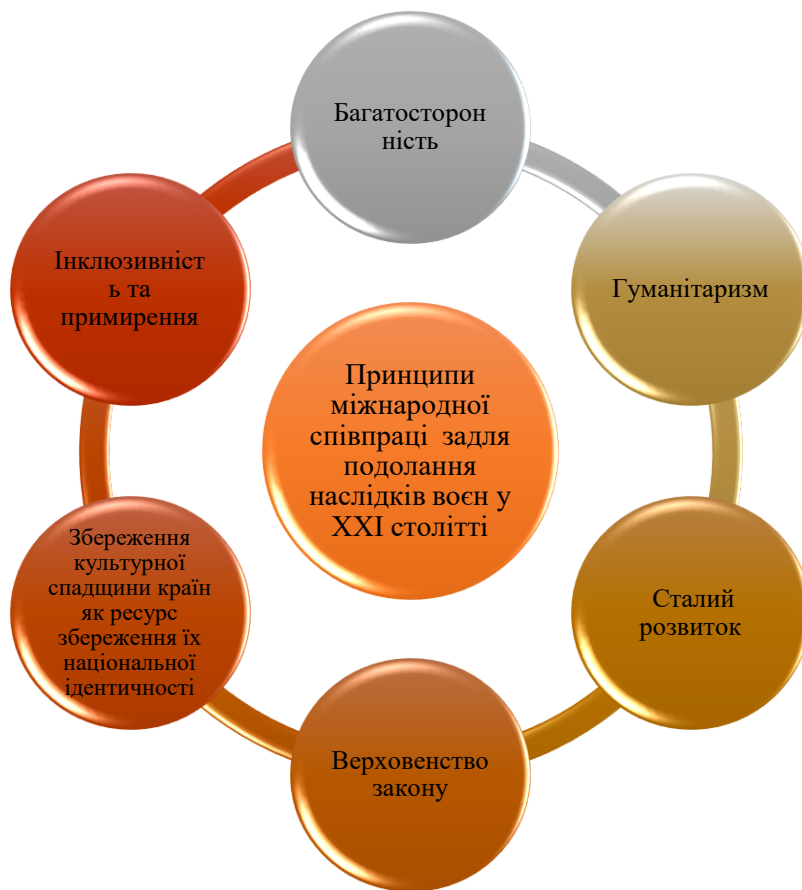 Багатосторон
ність
Гуманітаризм
Сталий
розвиток
Верховенство
закону
Збереження
культурної
спадщини країн
як ресурс
збереження їх
національної
ідентичності
Інклюзивніст
ь та
примирення
Принципи
міжнародної
співпраці задля
подолання
наслідків воєн у
ХХІ столітті